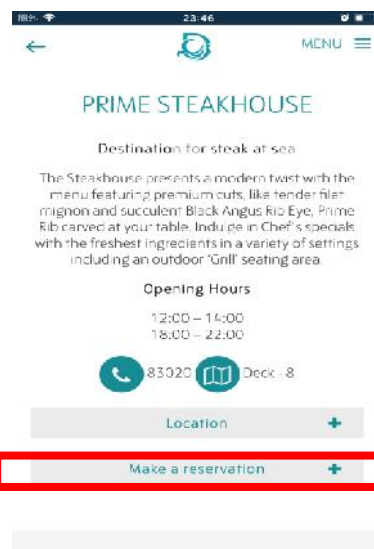 23:46
MENU
PRIME STEAKHOUSE
Destination for steak at sea
The Steakhouse presents a modern twist with the
menu featuring premium cuts, like tender filet
mignon and succulent Black Angus Rib Eye, Prime
Rib carved at your table. Indulge in Chef's specials
with the freshest ingredients in a variety of settings
including an outdoor 'Grill' seating area.
Opening Hours
12:00 – 14:00
18:00 – 22:00
83020 Deck - 8
Location +
Make a reservation +